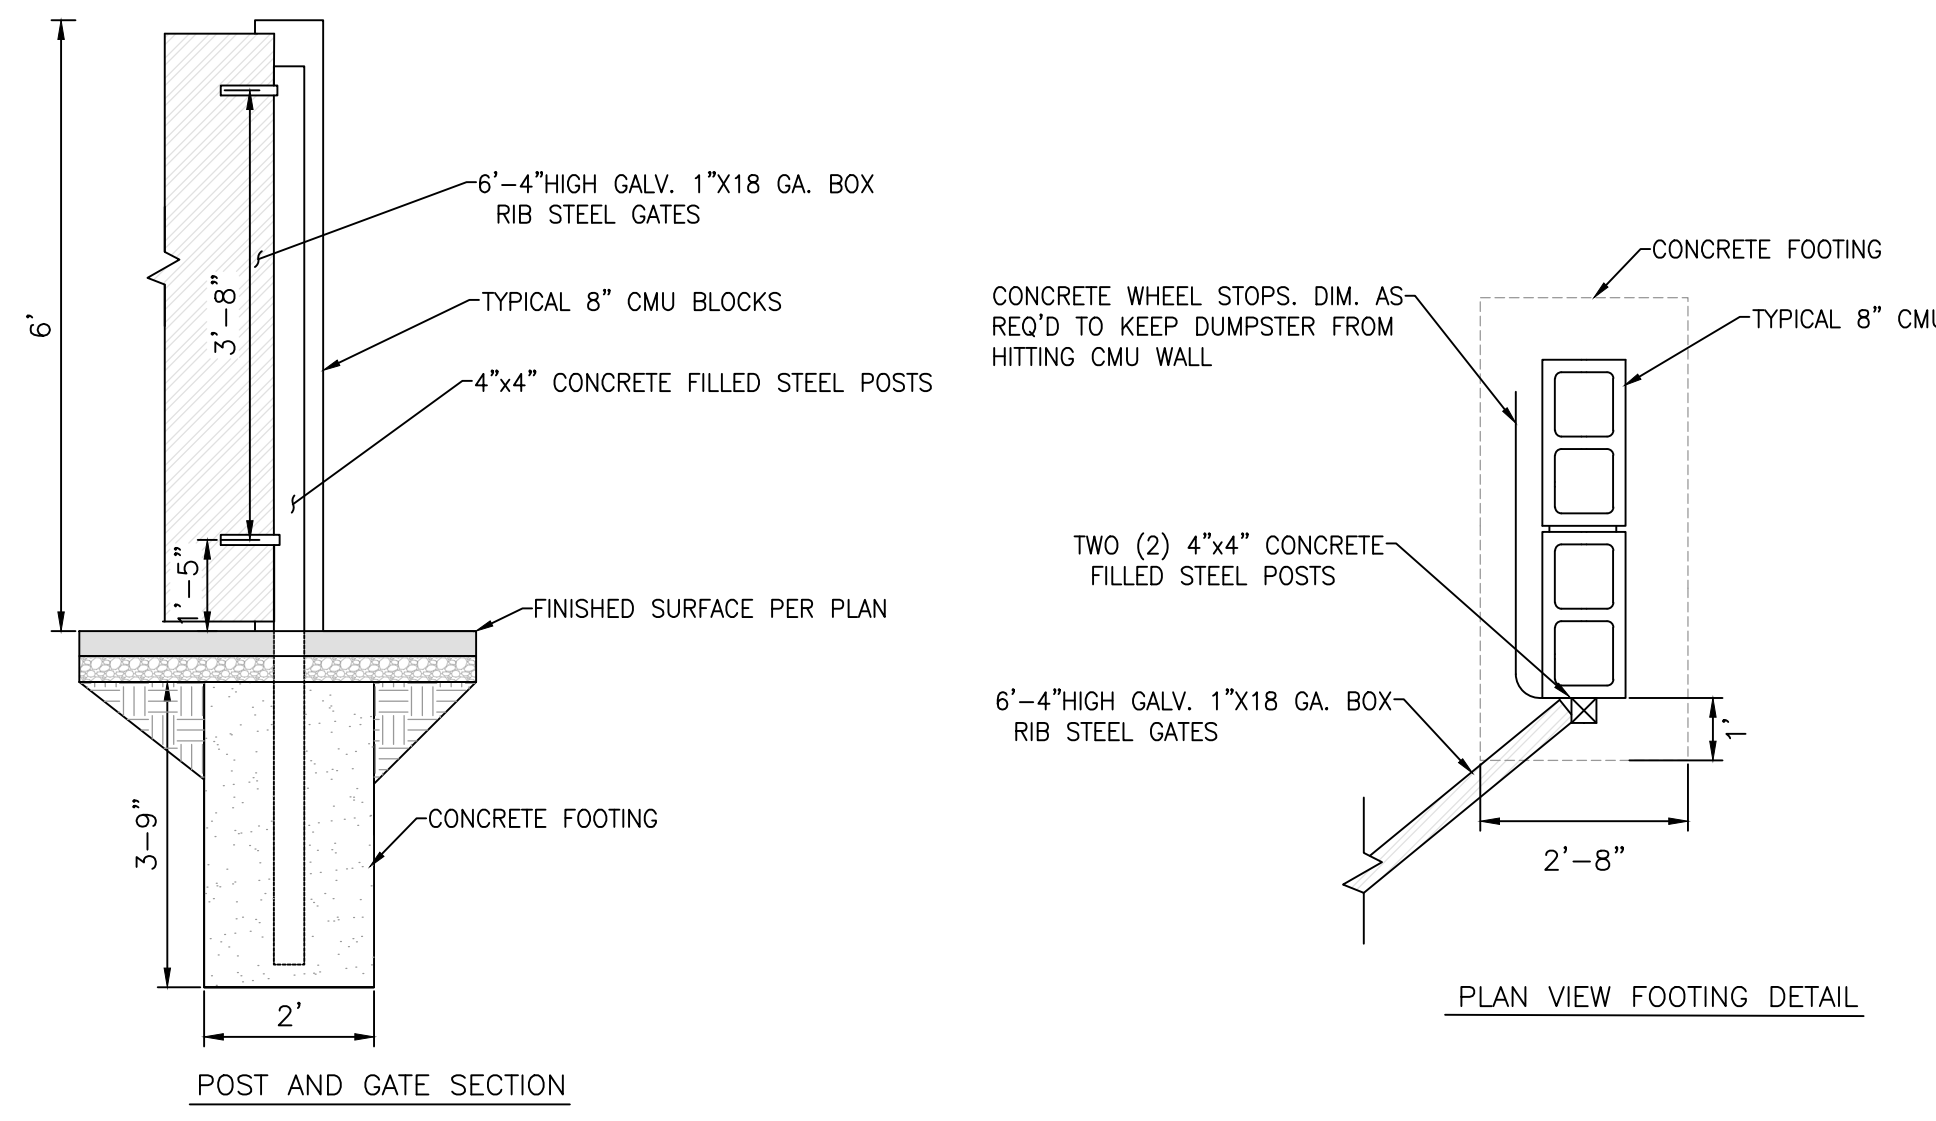 6'
3'-8"
1'-5"
6'-4"HIGH GALV. 1"X18 GA. BOX
RIB STEEL GATES
TYPICAL 8" CMU BLOCKS
4"x4" CONCRETE FILLED STEEL POSTS
FINISHED SURFACE PER PLAN
3-9"
CONCRETE FOOTING
2'
POST AND GATE SECTION
CONCRETE FOOTING
CONCRETE WHEEL STOPS. DIM. AS
REQ'D TO KEEP DUMPSTER FROM
HITTING CMU WALL
TYPICAL 8" CMU
TWO (2) 4"x4" CONCRETE
FILLED STEEL POSTS
6'-4"HIGH GALV. 1"X18 GA. BOX
RIB STEEL GATES
1'
2'-8"
PLAN VIEW FOOTING DETAIL